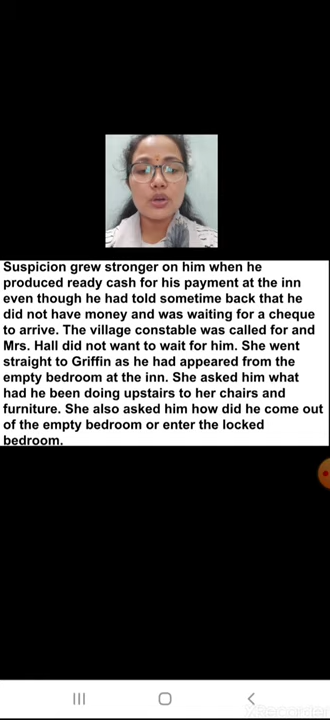 Suspicion grew stronger on him when he
produced ready cash for his payment at the inn
even though he had told sometime back that he
did not have money and was waiting for a cheque
to arrive. The village constable was called for and
Mrs. Hall did not want to wait for him. She went
straight to Griffin as he had appeared from the
empty bedroom at the inn. She asked him what
had he been doing upstairs to her chairs and
furniture. She also asked him how did he come out
of the empty bedroom or enter the locked
bedroom.